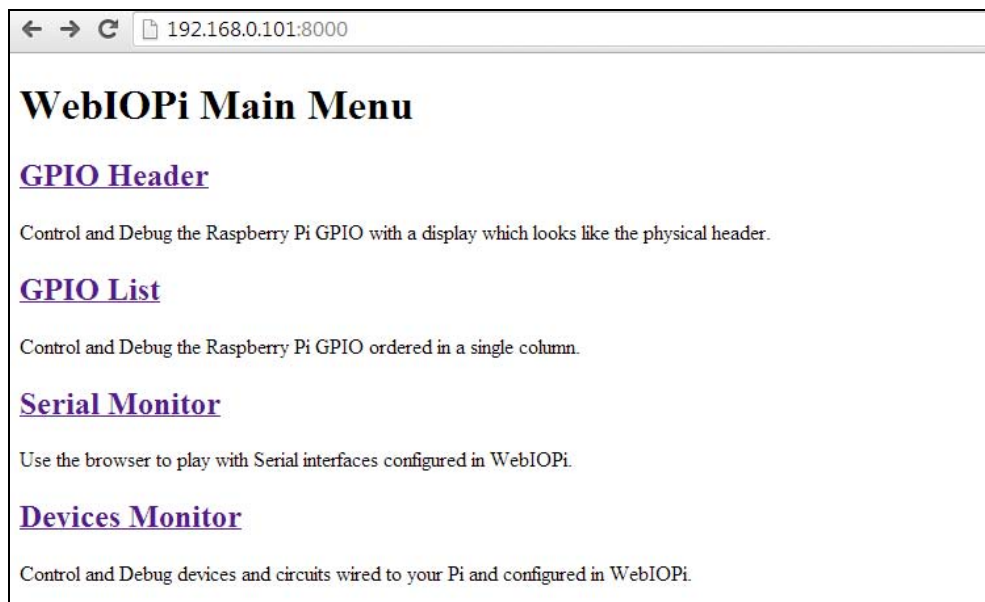 192.168.0.101:8000
WebIOPi Main Menu
GPIO Header
Control and Debug the Raspberry Pi GPIO with a display which looks like the physical header.
GPIO List
Control and Debug the Raspberry Pi GPIO ordered in a single column.
Serial Monitor
Use the browser to play with Serial interfaces configured in WebIOPi.
Devices Monitor
Control and Debug devices and circuits wired to your Pi and configured in WebIOPi.